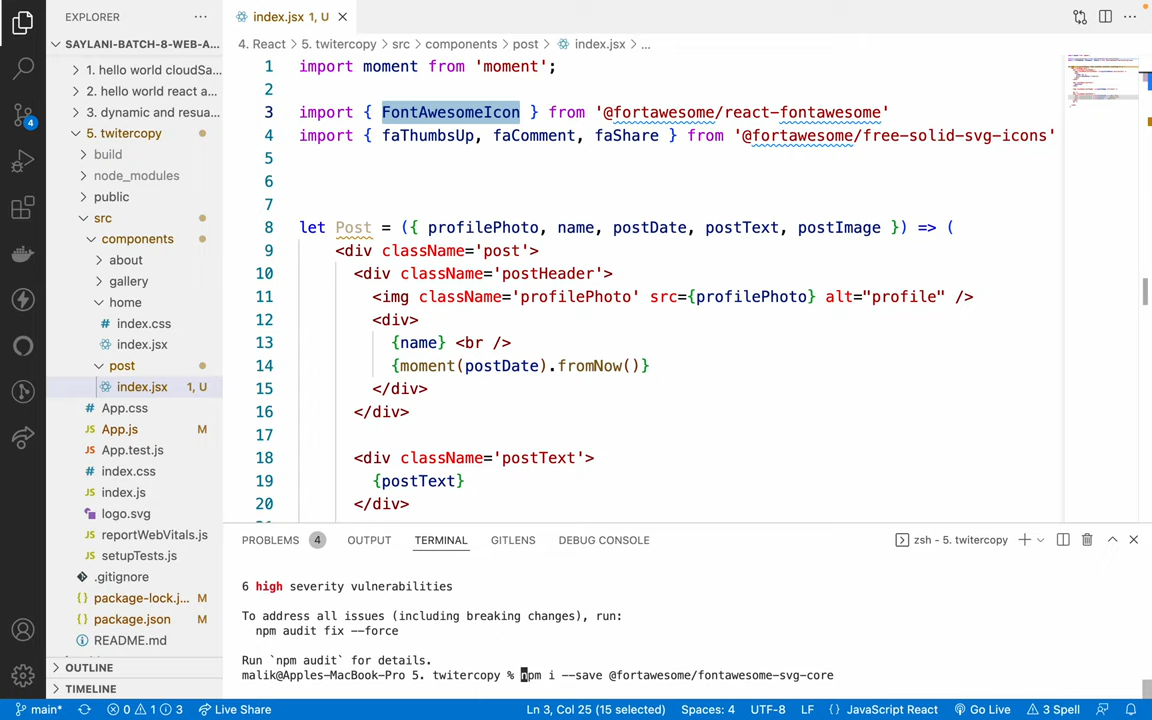 EXPLORER
index.jsx 1, U
SAYLANI-BATCH-8-WEB-A...
4. React > 5. twitercopy > src > components > post > index.jsx > ...
1. hello world cloudSa...
2. hello world react a...
3. dynamic and resua...
5. twitercopy
build
node_modules
public
src
components
about
gallery
home
index.css
index.jsx
post
index.jsx 1, U
App.css
App.js M
App.test.js
index.css
index.js
logo.svg
reportWebVitals.js
setupTests.js
.gitignore
package-lock.j... M
package.json M
README.md
OUTLINE
TIMELINE
4
1 import moment from 'moment';
2
3 import { FontAwesomeIcon } from '@fortawesome/react-fontawesome'
4 import { faThumbsUp, faComment, faShare } from '@fortawesome/free-solid-svg-icons'
5
6
7
8 let Post = ({ profilePhoto, name, postDate, postText, postImage }) => (
9 <div className='post'>
10 <div className='postHeader'>
11 <img className='profilePhoto' src={profilePhoto} alt="profile" />
12 <div>
13 {name} <br />
14 {moment(postDate).fromNow()}
15 </div>
16 </div>
17
18 <div className='postText'>
19 {postText}
20 </div>
PROBLEMS 4 OUTPUT TERMINAL GITLENS DEBUG CONSOLE zsh - 5. twitercopy
6 high severity vulnerabilities
To address all issues (including breaking changes), run:
npm audit fix --force
Run `npm audit` for details.
malik@Apples-MacBook-Pro 5. twitercopy % npm i --save @fortawesome/fontawesome-svg-core
main* 0 1 3 Live Share Ln 3, Col 25 (15 selected) Spaces: 4 UTF-8 LF {} JavaScript React Go Live 3 Spell